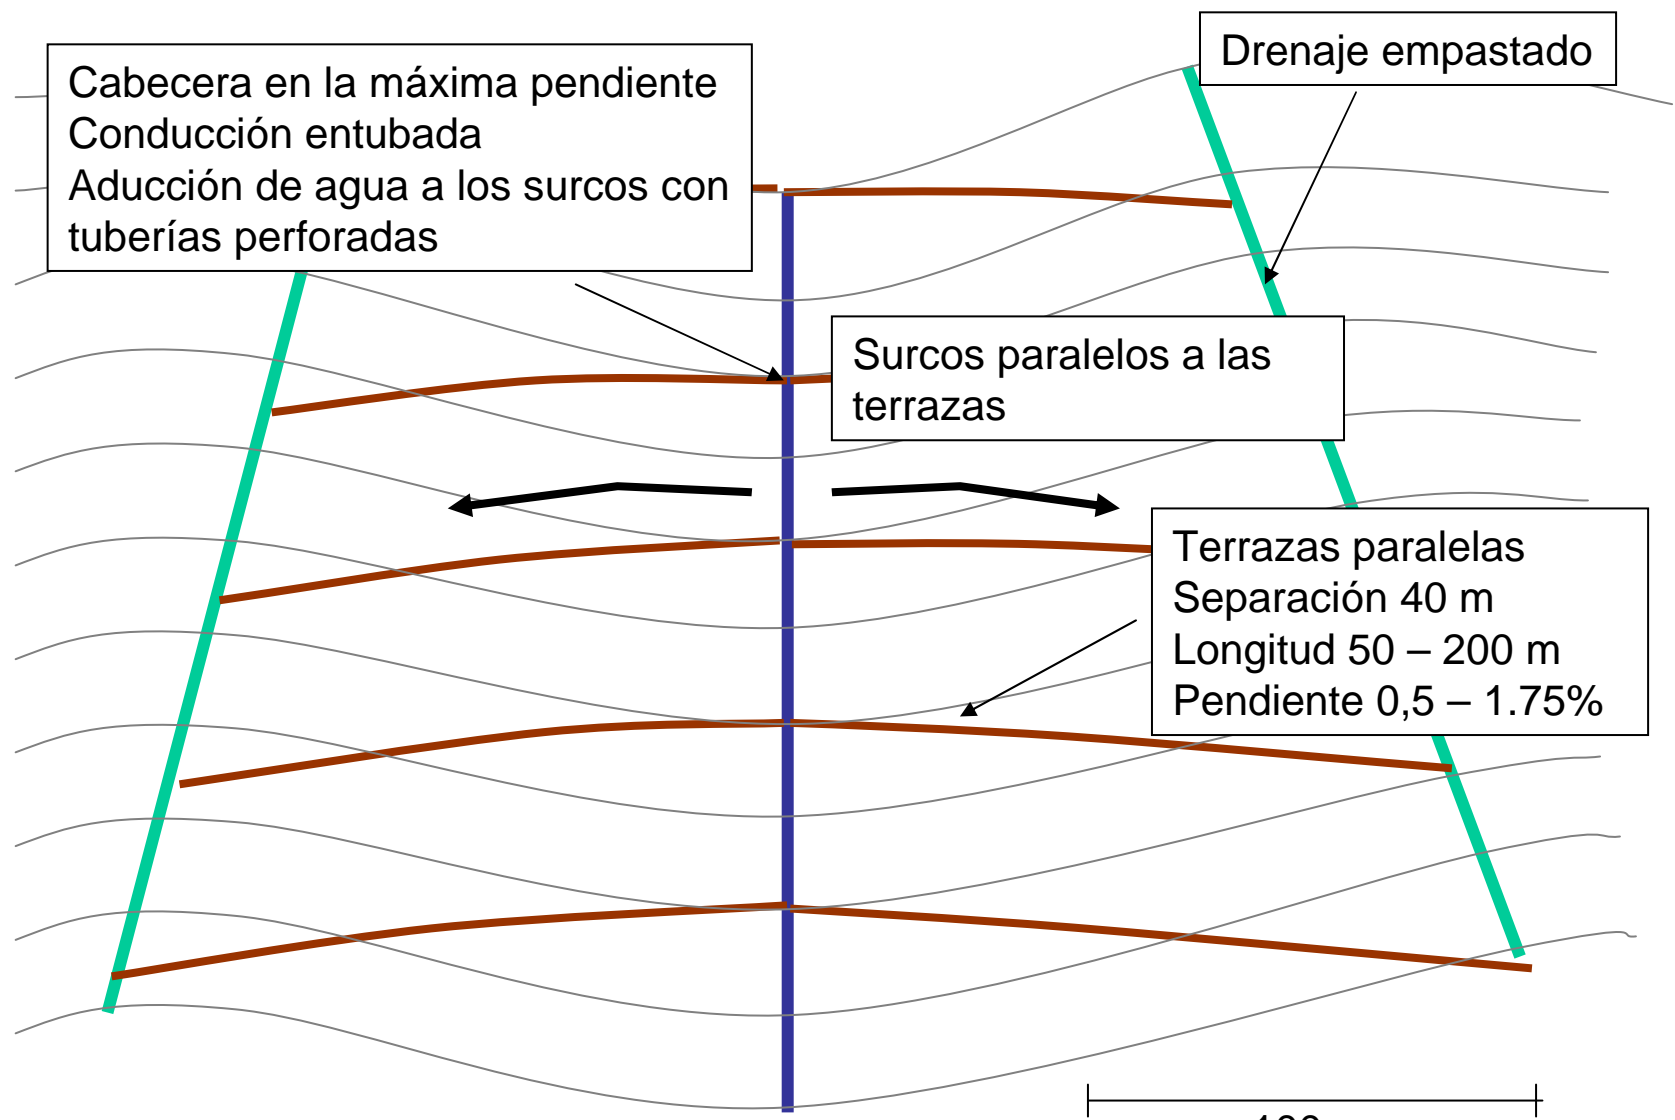 Cabecera en la máxima pendiente
Conducción entubada
Aducción de agua a los surcos con
tuberías perforadas
Drenaje empastado
Surcos paralelos a las
terrazas
Terrazas paralelas
Separación 40 m
Longitud 50 – 200 m
Pendiente 0,5 – 1.75%